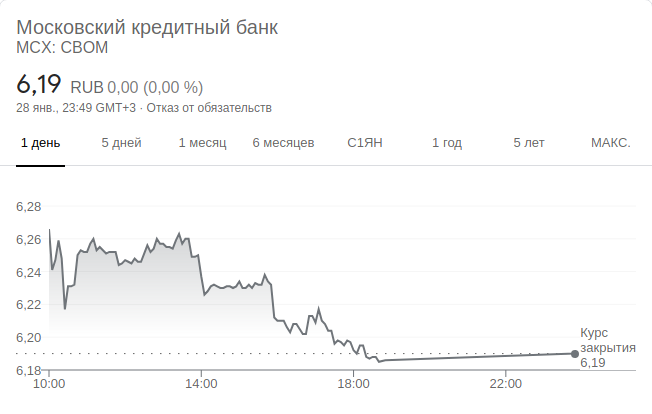 Московский кредитный банк
MCX: CBOM
6,19 RUB 0,00 (0,00 %)
28 янв., 23:49 GMT+3 · Отказ от обязательств
1 день 5 дней 1 месяц 6 месяцев С1ЯН 1 год 5 лет МАКС.
6,28
6,26
6,24
6,22
6,20
6,18
Курс
закрытия
6,19
10:00 14:00 18:00 22:00